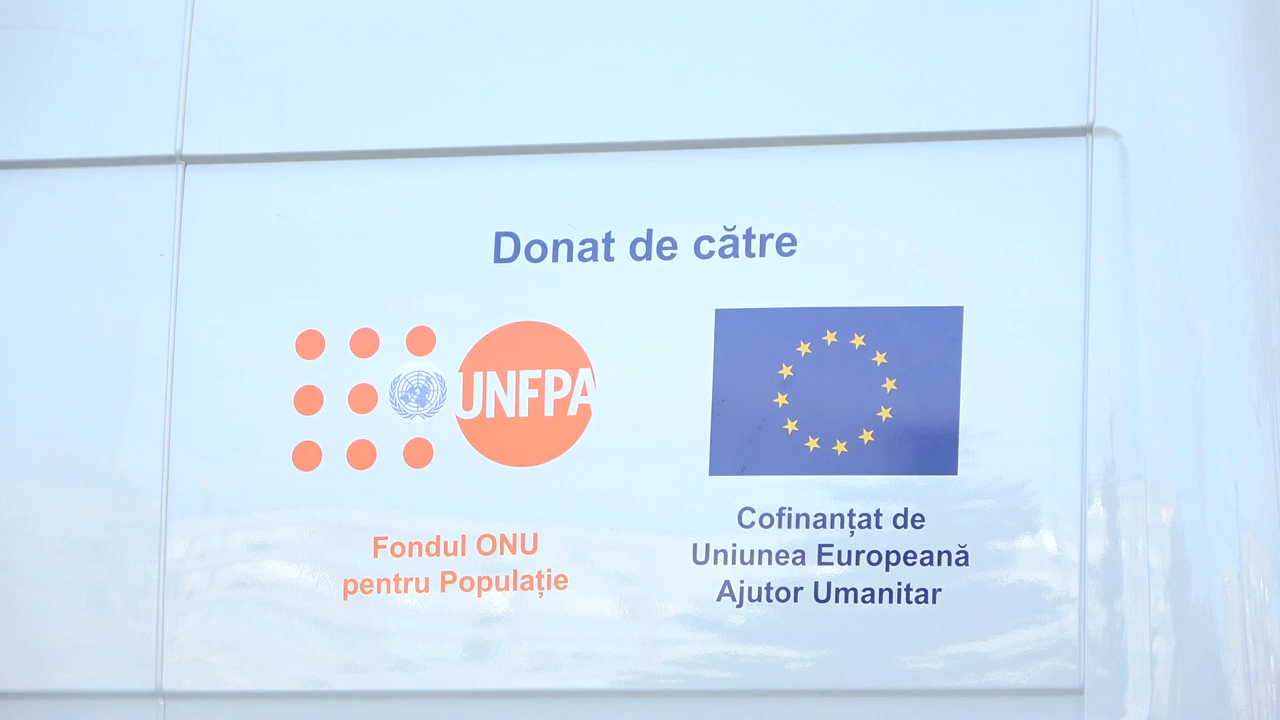 Donat de către
UNFPA
Fondul ONU
pentru Populație
Cofinanțat de
Uniunea Europeană
Ajutor Umanitar